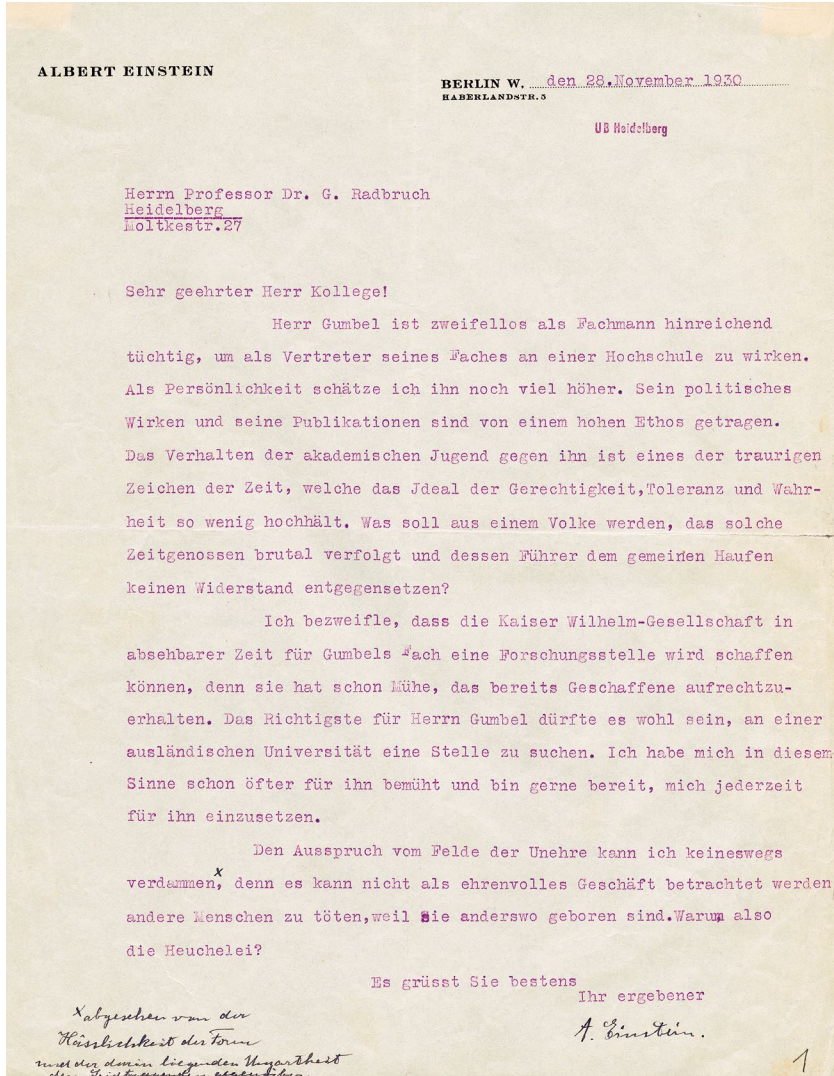 ALBERT EINSTEIN
BERLIN W. den 28.November 1930
HABERLANDSTR. 5
UB Heidelberg
Herrn Professor Dr. G. Radbruch
Heidelberg
Moltkestr.27
Sehr geehrter Herr Kollege!
Herr Gumbel ist zweifellos als Fachmann hinreichend
tüchtig, um als Vertreter seines Faches an einer Hochschule zu wirken.
Als Persönlichkeit schätze ich ihn noch viel höher. Sein politisches
Wirken und seine Publikationen sind von einem hohen Ethos getragen.
Das Verhalten der akademischen Jugend gegen ihn ist eines der traurigen
Zeichen der Zeit, welche das Jdeal der Gerechtigkeit,Toleranz und Wahr-
heit so wenig hochhält. Was soll aus einem Volke werden, das solche
Zeitgenossen brutal verfolgt und dessen Führer dem gemeinen Haufen
keinen Widerstand entgegensetzen?
Ich bezweifle, dass die Kaiser Wilhelm-Gesellschaft in
absehbarer Zeit für Gumbels Fach eine Forschungsstelle wird schaffen
können, denn sie hat schon Mühe, das bereits Geschaffene aufrechtzu-
erhalten. Das Richtigste für Herrn Gumbel dürfte es wohl sein, an einer
ausländischen Universität eine Stelle zu suchen. Ich habe mich in diesem
Sinne schon öfter für ihn bemüht und bin gerne bereit, mich jederzeit
für ihn einzusetzen.
Den Ausspruch vom Felde der Unehre kann ich keineswegs
verdammen,x denn es kann nicht als ehrenvolles Geschäft betrachtet werden
andere Menschen zu töten,weil sie anderswo geboren sind.Warum also
die Heuchelei?
Es grüsst Sie bestens
Ihr ergebener
A. Einstein.
x abgesehen von der
Hässlichkeit der Form
und der darin liegenden Unzartheit
1